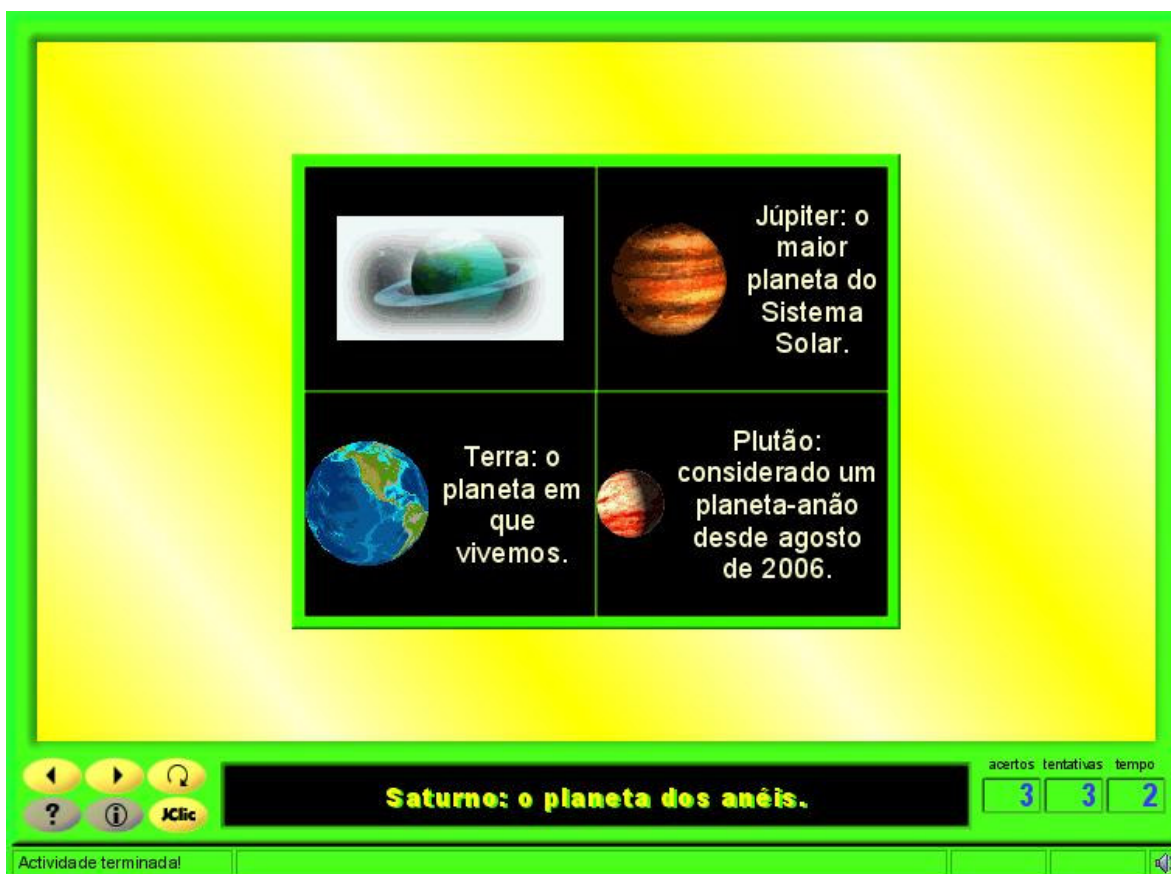 Júpiter: o
maior
planeta do
Sistema
Solar.
Terra: o
planeta em
que
vivemos.
Plutão:
considerado um
planeta-anão
desde agosto
de 2006.
Saturno: o planeta dos anéis.
acertos tentativas tempo
3 3 2
? i JClic
Actividade terminada!